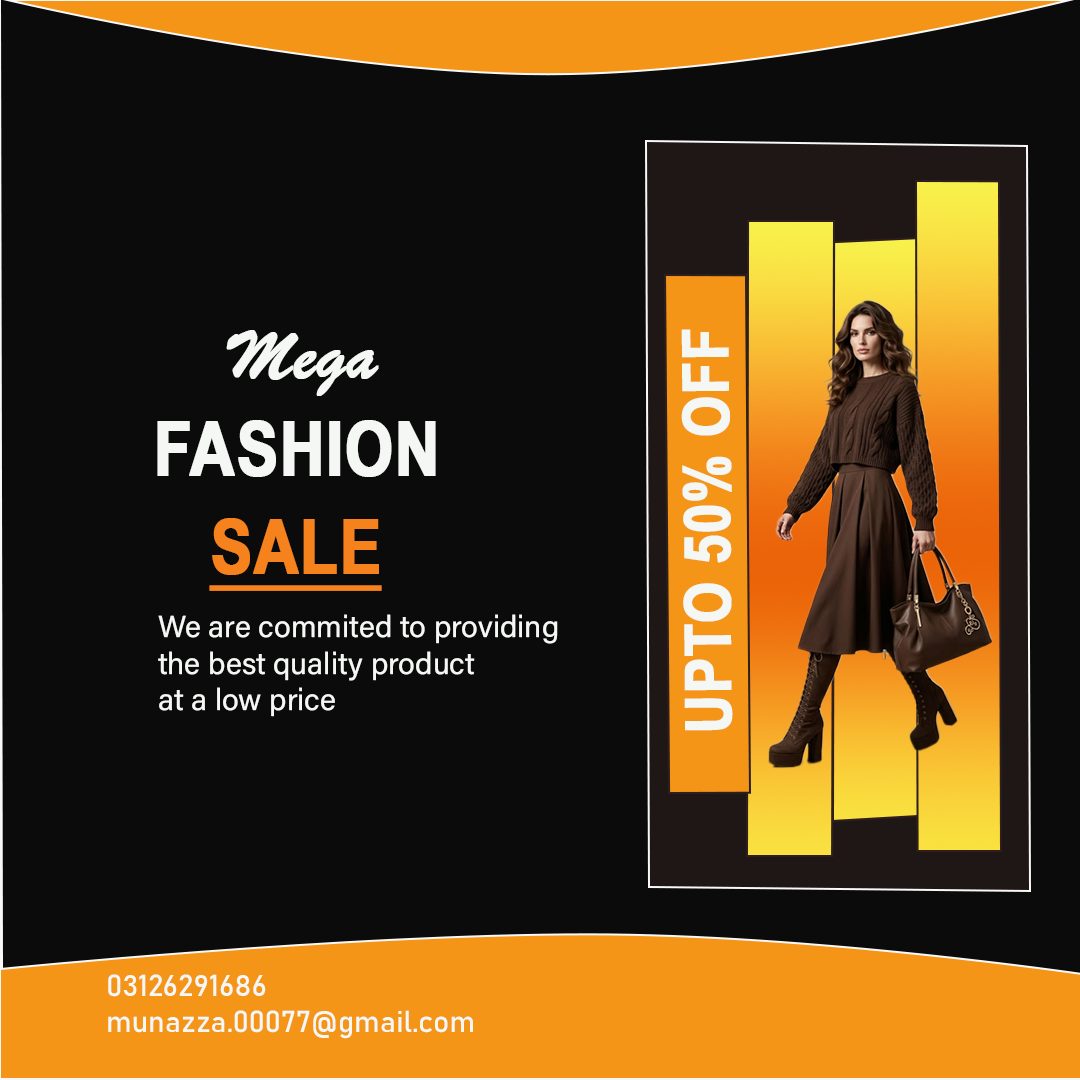 Mega
FASHION
SALE
We are commited to providing
the best quality product
at a low price
UPTO 50% OFF
03126291686
munazza.00077@gmail.com